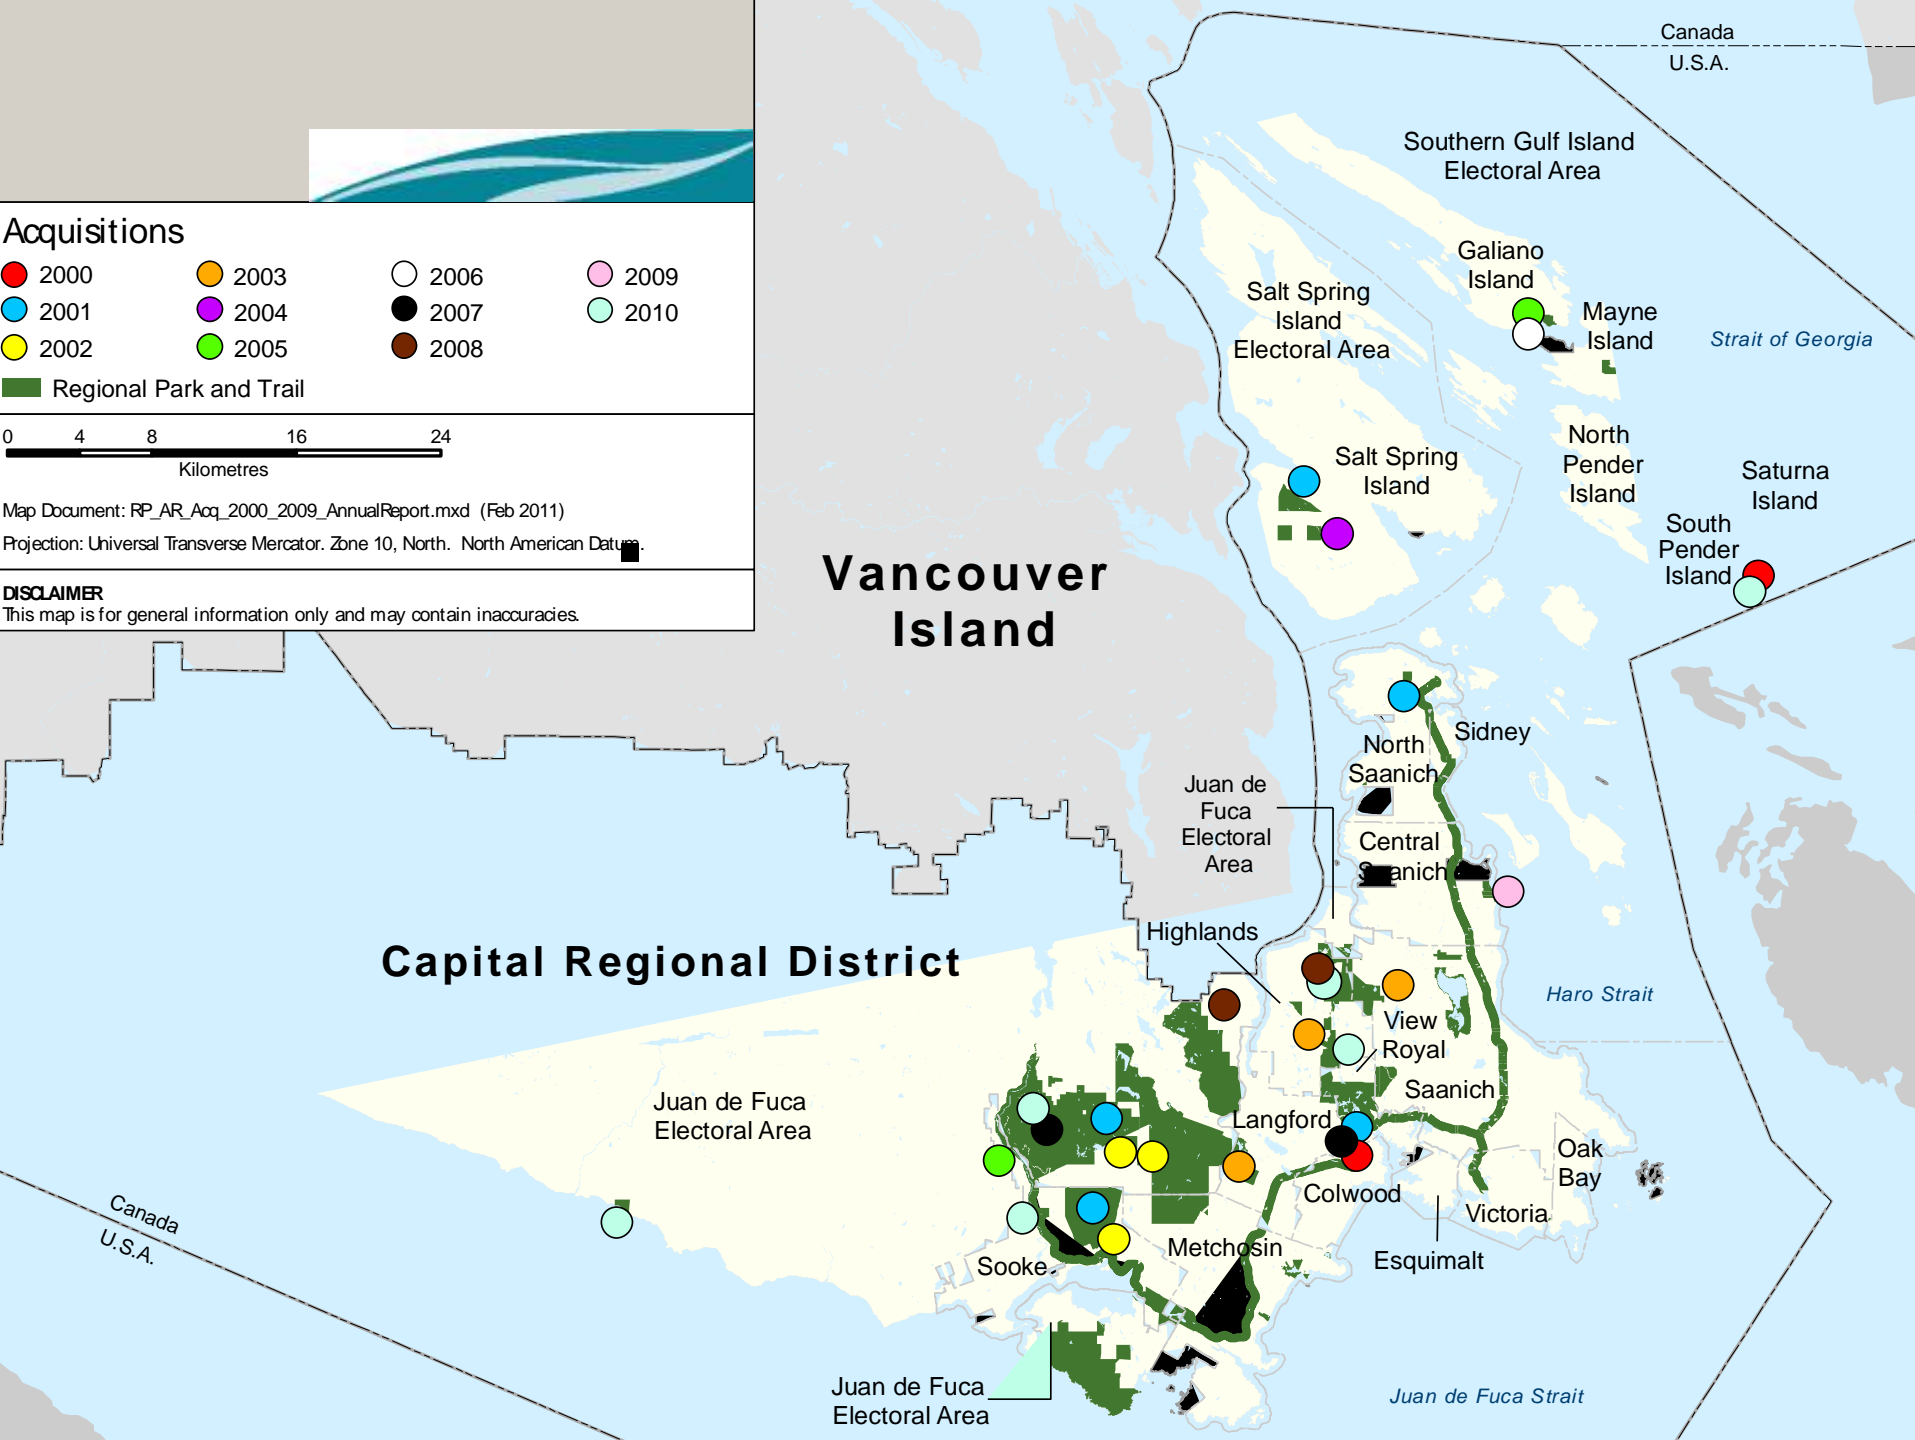 Acquisitions
2000
2003
2006
2009
2001
2004
2007
2010
2002
2005
2008
Regional Park and Trail
0 4 8 16 24
Kilometres
Map Document: RP_AR_Acq_2000_2009_AnnualReport.mxd (Feb 2011)
Projection: Universal Transverse Mercator. Zone 10, North. North American Datum.
DISCLAIMER
This map is for general information only and may contain inaccuracies.
Canada
U.S.A.
Southern Gulf Island
Electoral Area
Galiano
Island
Salt Spring
Island
Electoral Area
Mayne
Island
Strait of Georgia
Salt Spring
Island
North
Pender
Island
Saturna
Island
South
Pender
Island
Vancouver
Island
Sidney
North
Saanich
Juan de
Fuca
Electoral
Area
Central
Saanich
Highlands
Capital Regional District
Haro Strait
View
Royal
Saanich
Juan de Fuca
Electoral Area
Langford
Oak
Bay
Colwood
Victoria
Canada
U.S.A.
Metchosin
Esquimalt
Sooke
Juan de Fuca
Electoral Area
Juan de Fuca Strait